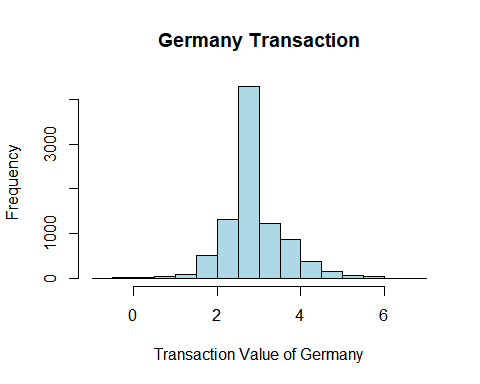 Germany Transaction
Frequency
3000
1000
0
0 2 4 6
Transaction Value of Germany